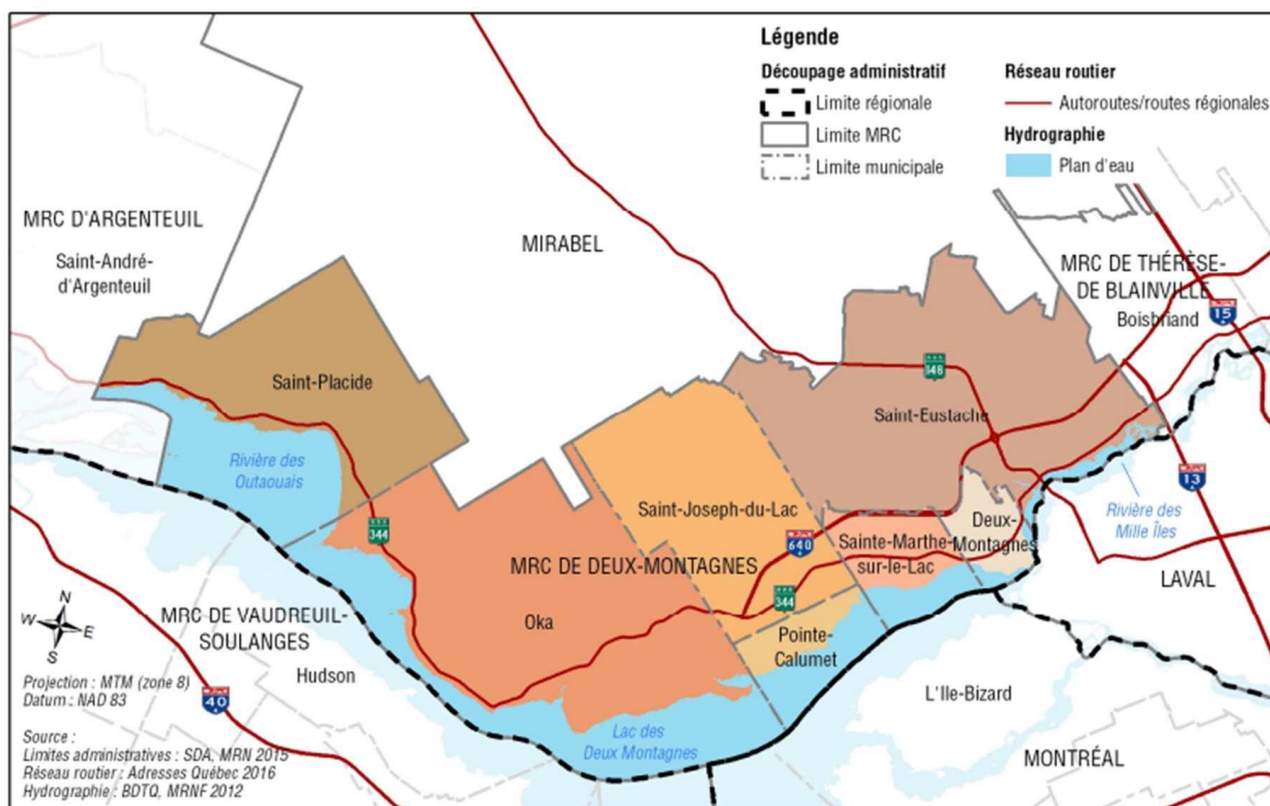 Légende
Découpage administratif
Limite régionale
Limite MRC
Limite municipale
Réseau routier
Autoroutes/routes régionales
Hydrographie
Plan d'eau
MRC D'ARGENTEUIL
Saint-André-
d'Argenteuil
MIRABEL
MRC DE THÉRÈSE-
DE BLAINVILLE
Boisbriand
15
148
Saint-Placide
Saint-Eustache
Rivière des
Outaouais
344
Saint-Joseph-du-Lac
640
MRC DE DEUX-MONTAGNES
Oka
Sainte-Marthe-
sur-le-Lac
Deux-
Montagnes
13
Rivière des
Mille Îles
LAVAL
344
Pointe-
Calumet
MRC DE VAUDREUIL-
SOULANGES
Hudson
L'Ile-Bizard
Lac des
Deux Montagnes
MONTRÉAL
40
N
W
E
S
Projection : MTM (zone 8)
Datum : NAD 83
Source :
Limites administratives : SDA, MRN 2015
Réseau routier : Adresses Québec 2016
Hydrographie : BDTQ, MRNF 2012